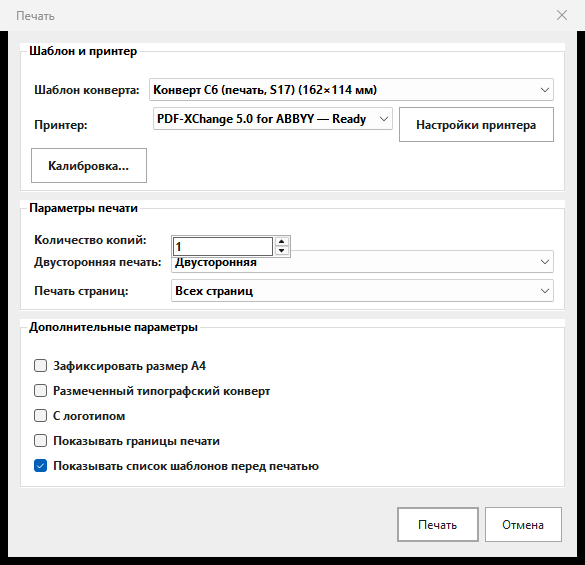 Печать
Шаблон и принтер
Шаблон конверта: Конверт C6 (печать, S17) (162×114 мм)
Принтер: PDF-XChange 5.0 for ABBYY — Ready Настройки принтера
Калибровка...
Параметры печати
Количество копий: 1
Двусторонняя печать: Двусторонняя
Печать страниц: Всех страниц
Дополнительные параметры
Зафиксировать размер A4
Размеченный типографский конверт
С логотипом
Показывать границы печати
Показывать список шаблонов перед печатью
Печать Отмена